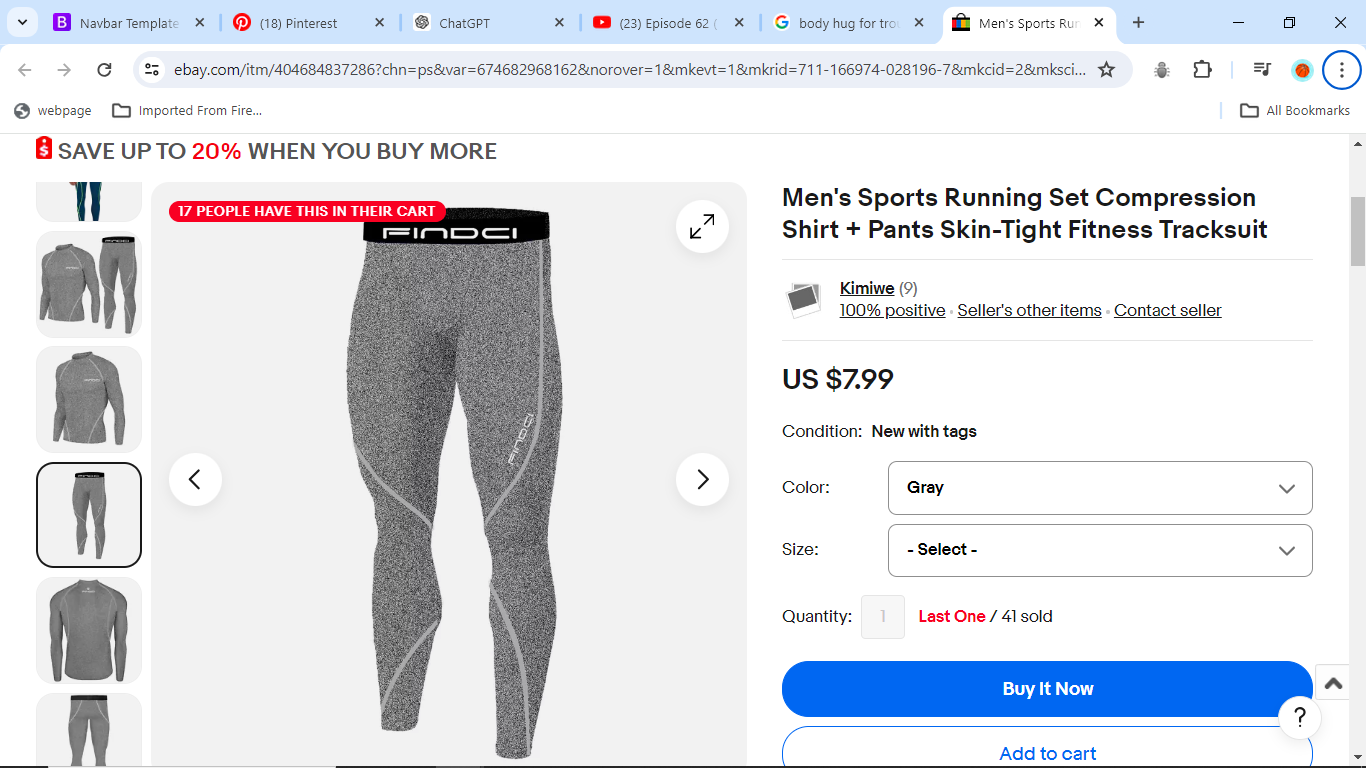 Navbar Template
(18) Pinterest
ChatGPT
(23) Episode 62 (
body hug for trou
Men's Sports Run
ebay.com/itm/404684837286?chn=ps&var=674682968162&norover=1&mkevt=1&mkrid=711-166974-028196-7&mkcid=2&mksci...
webpage
Imported From Fire...
All Bookmarks
SAVE UP TO 20% WHEN YOU BUY MORE
17 PEOPLE HAVE THIS IN THEIR CART
FINDCI
FINDCI
Men's Sports Running Set Compression
Shirt + Pants Skin-Tight Fitness Tracksuit
Kimiwe (9)
100% positive • Seller's other items • Contact seller
US $7.99
Condition: New with tags
Color: Gray
Size: - Select -
Quantity: 1 Last One / 41 sold
Buy It Now
?
Add to cart